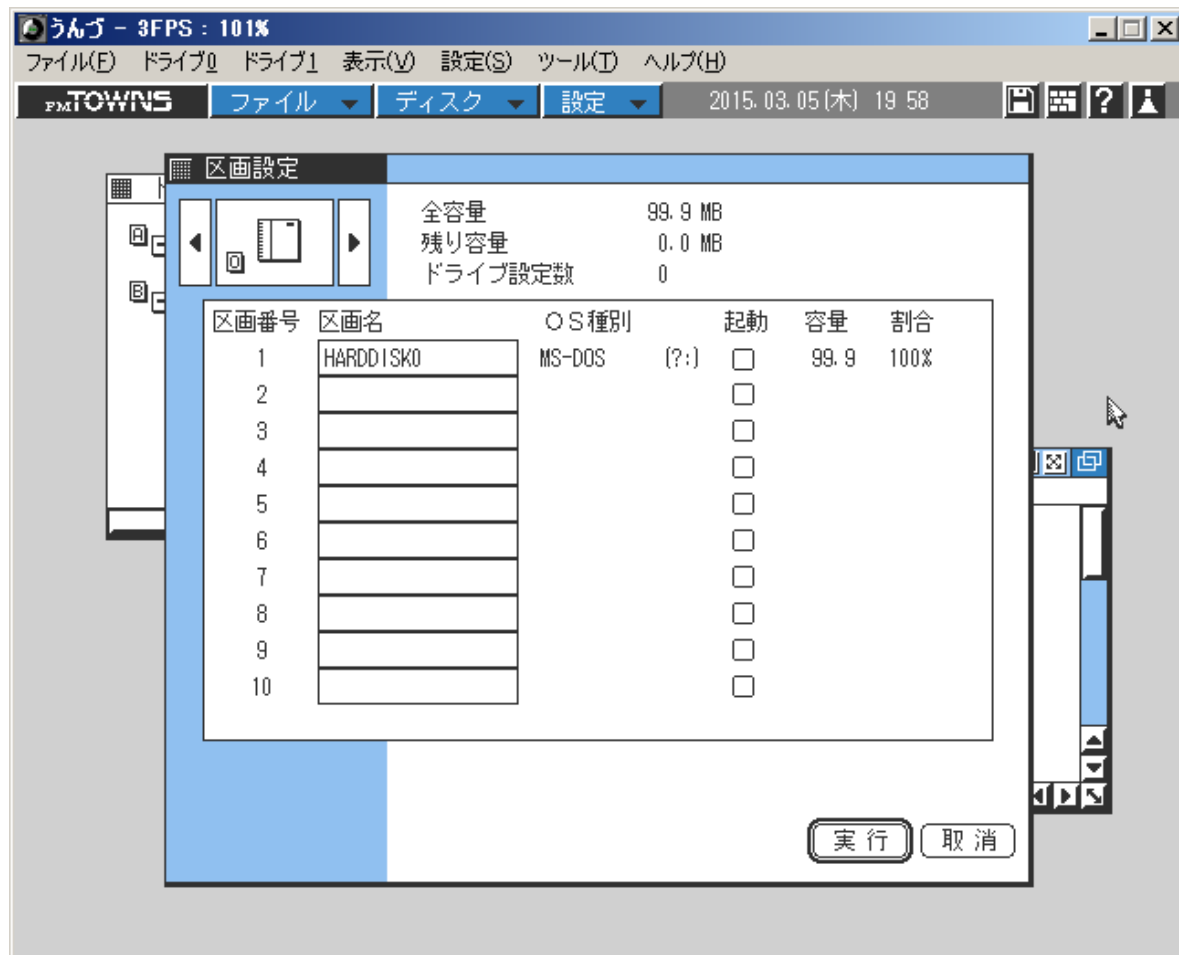 うんづ - 3FPS : 101%
ファイル(F) ドライブ0 ドライブ1 表示(V) 設定(S) ツール(T) ヘルプ(H)
FMTOWNS ファイル ディスク 設定 2015.03.05(木) 19 58 ?
区画設定
A
B
0
全容量 99.9 MB
残り容量 0.0 MB
ドライブ設定数 0
区画番号 区画名 OS種別 起動 容量 割合
1 HARDDISK0 MS-DOS (?:) 99.9 100%
2
3
4
5
6
7
8
9
10
実行 取消